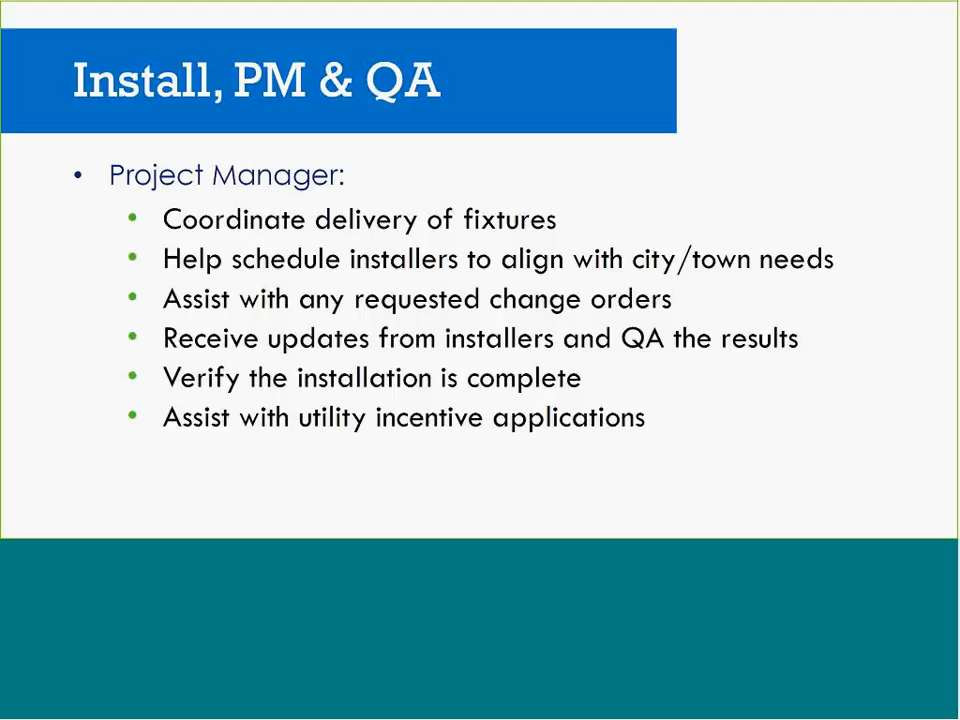 Install, PM & QA
• Project Manager:
• Coordinate delivery of fixtures
• Help schedule installers to align with city/town needs
• Assist with any requested change orders
• Receive updates from installers and QA the results
• Verify the installation is complete
• Assist with utility incentive applications